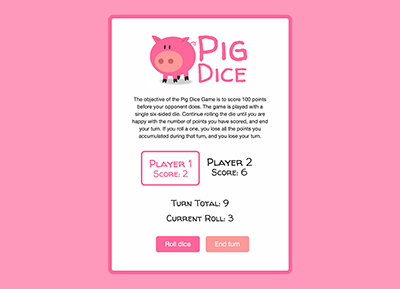 Pig
Dice
The objective of the Pig Dice Game is to score 100 points
before your opponent does. The game is played with a
single six-sided die. Continue rolling the die until you are
happy with the number of points you have scored, and end
your turn. If you roll a one, you lose all the points you
accumulated during that turn, and you lose your turn.
Player 1 Player 2
Score: 2 Score: 6
Turn Total: 9
Current Roll: 3
Roll dice End turn